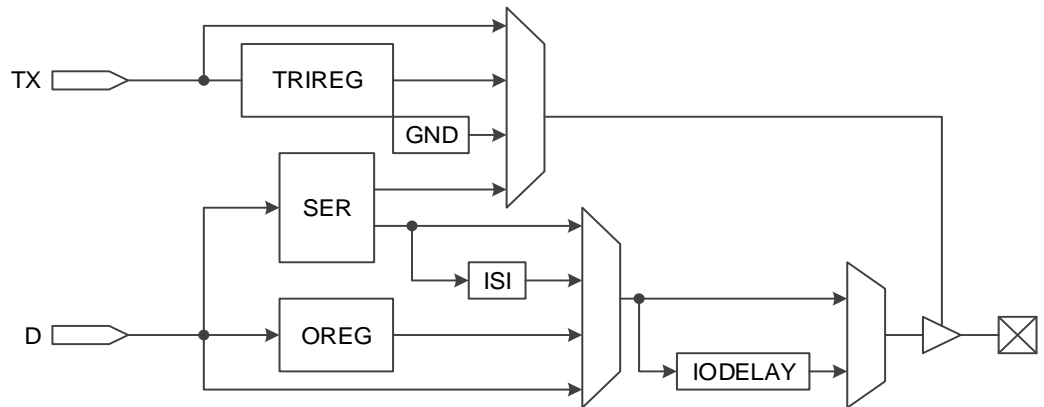 TX
TRIREG
GND
SER
ISI
D
OREG
IODELAY